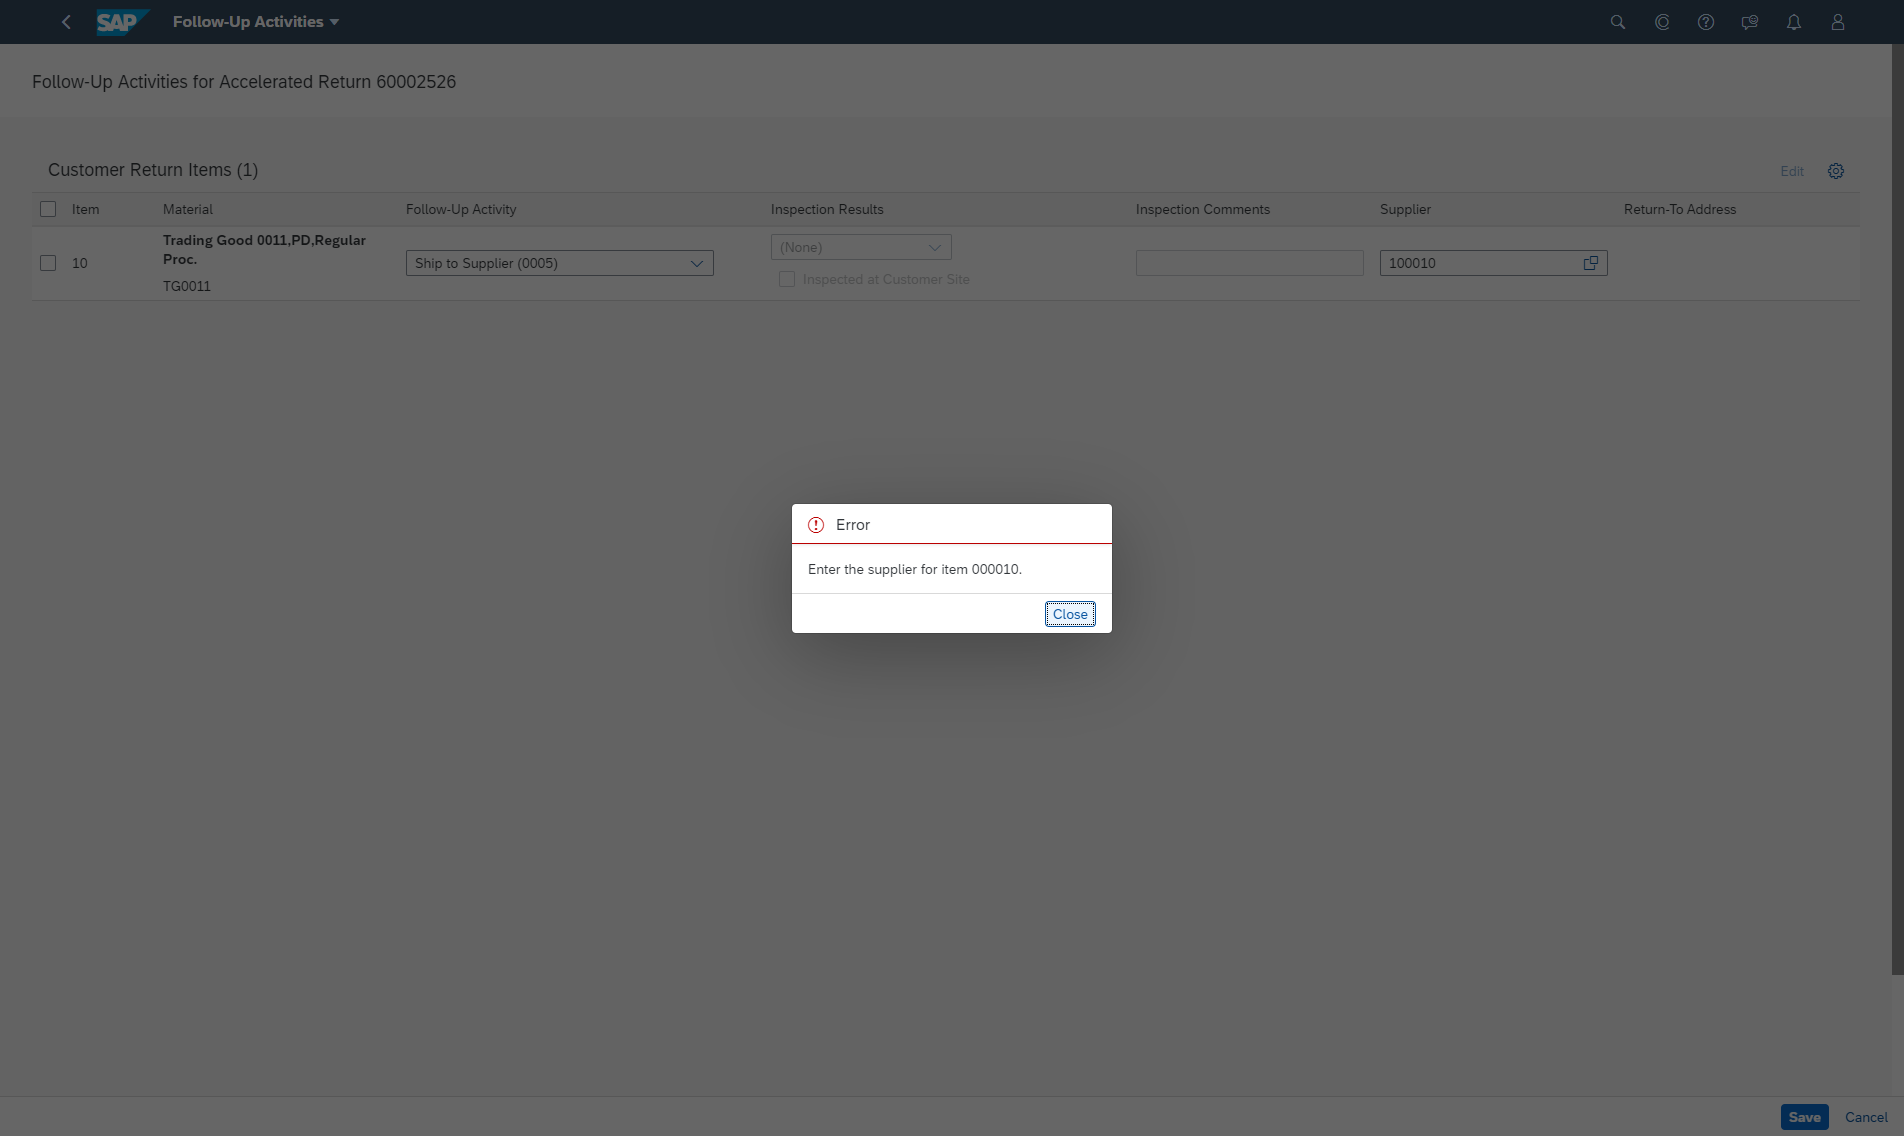 SAP Follow-Up Activities
Follow-Up Activities for Accelerated Return 60002526
Customer Return Items (1)
Edit
Item Material Follow-Up Activity Inspection Results Inspection Comments Supplier Return-To Address
10
Trading Good 0011,PD,Regular
Proc.
TG0011
Ship to Supplier (0005)
(None)
Inspected at Customer Site
100010
Error
Enter the supplier for item 000010.
Close
Save Cancel